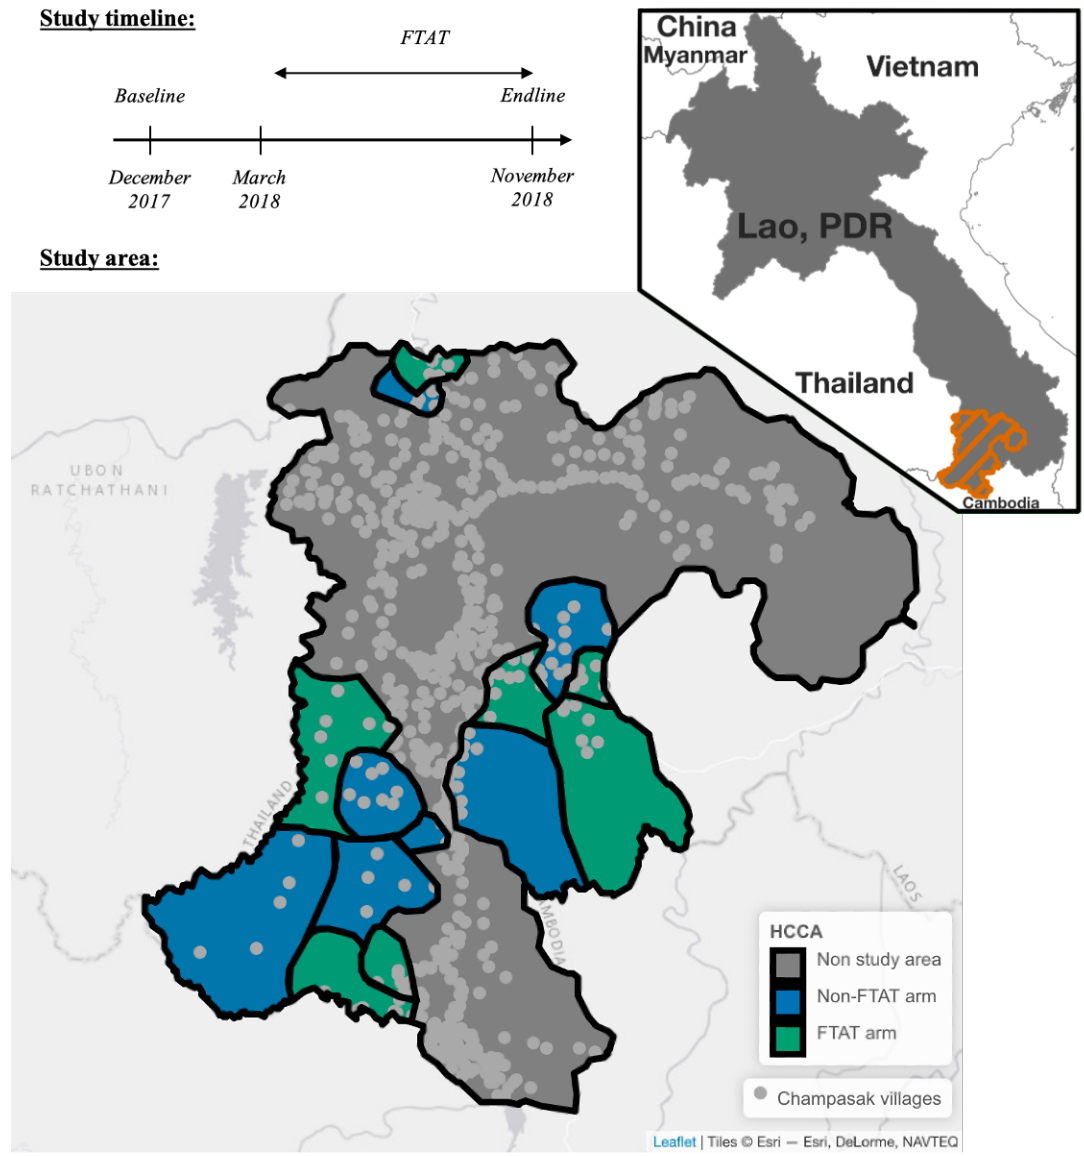 Study timeline:
FTAT
Baseline
Endline
December
2017
March
2018
November
2018
Study area:
China
Myanmar
Vietnam
Lao, PDR
Thailand
Cambodia
UBON
RATCHATHANI
THAILAND
AMBODIA
LAOS
HCCA
Non study area
Non-FTAT arm
FTAT arm
Champasak villages
Leaflet | Tiles © Esri — Esri, DeLorme, NAVTEQ